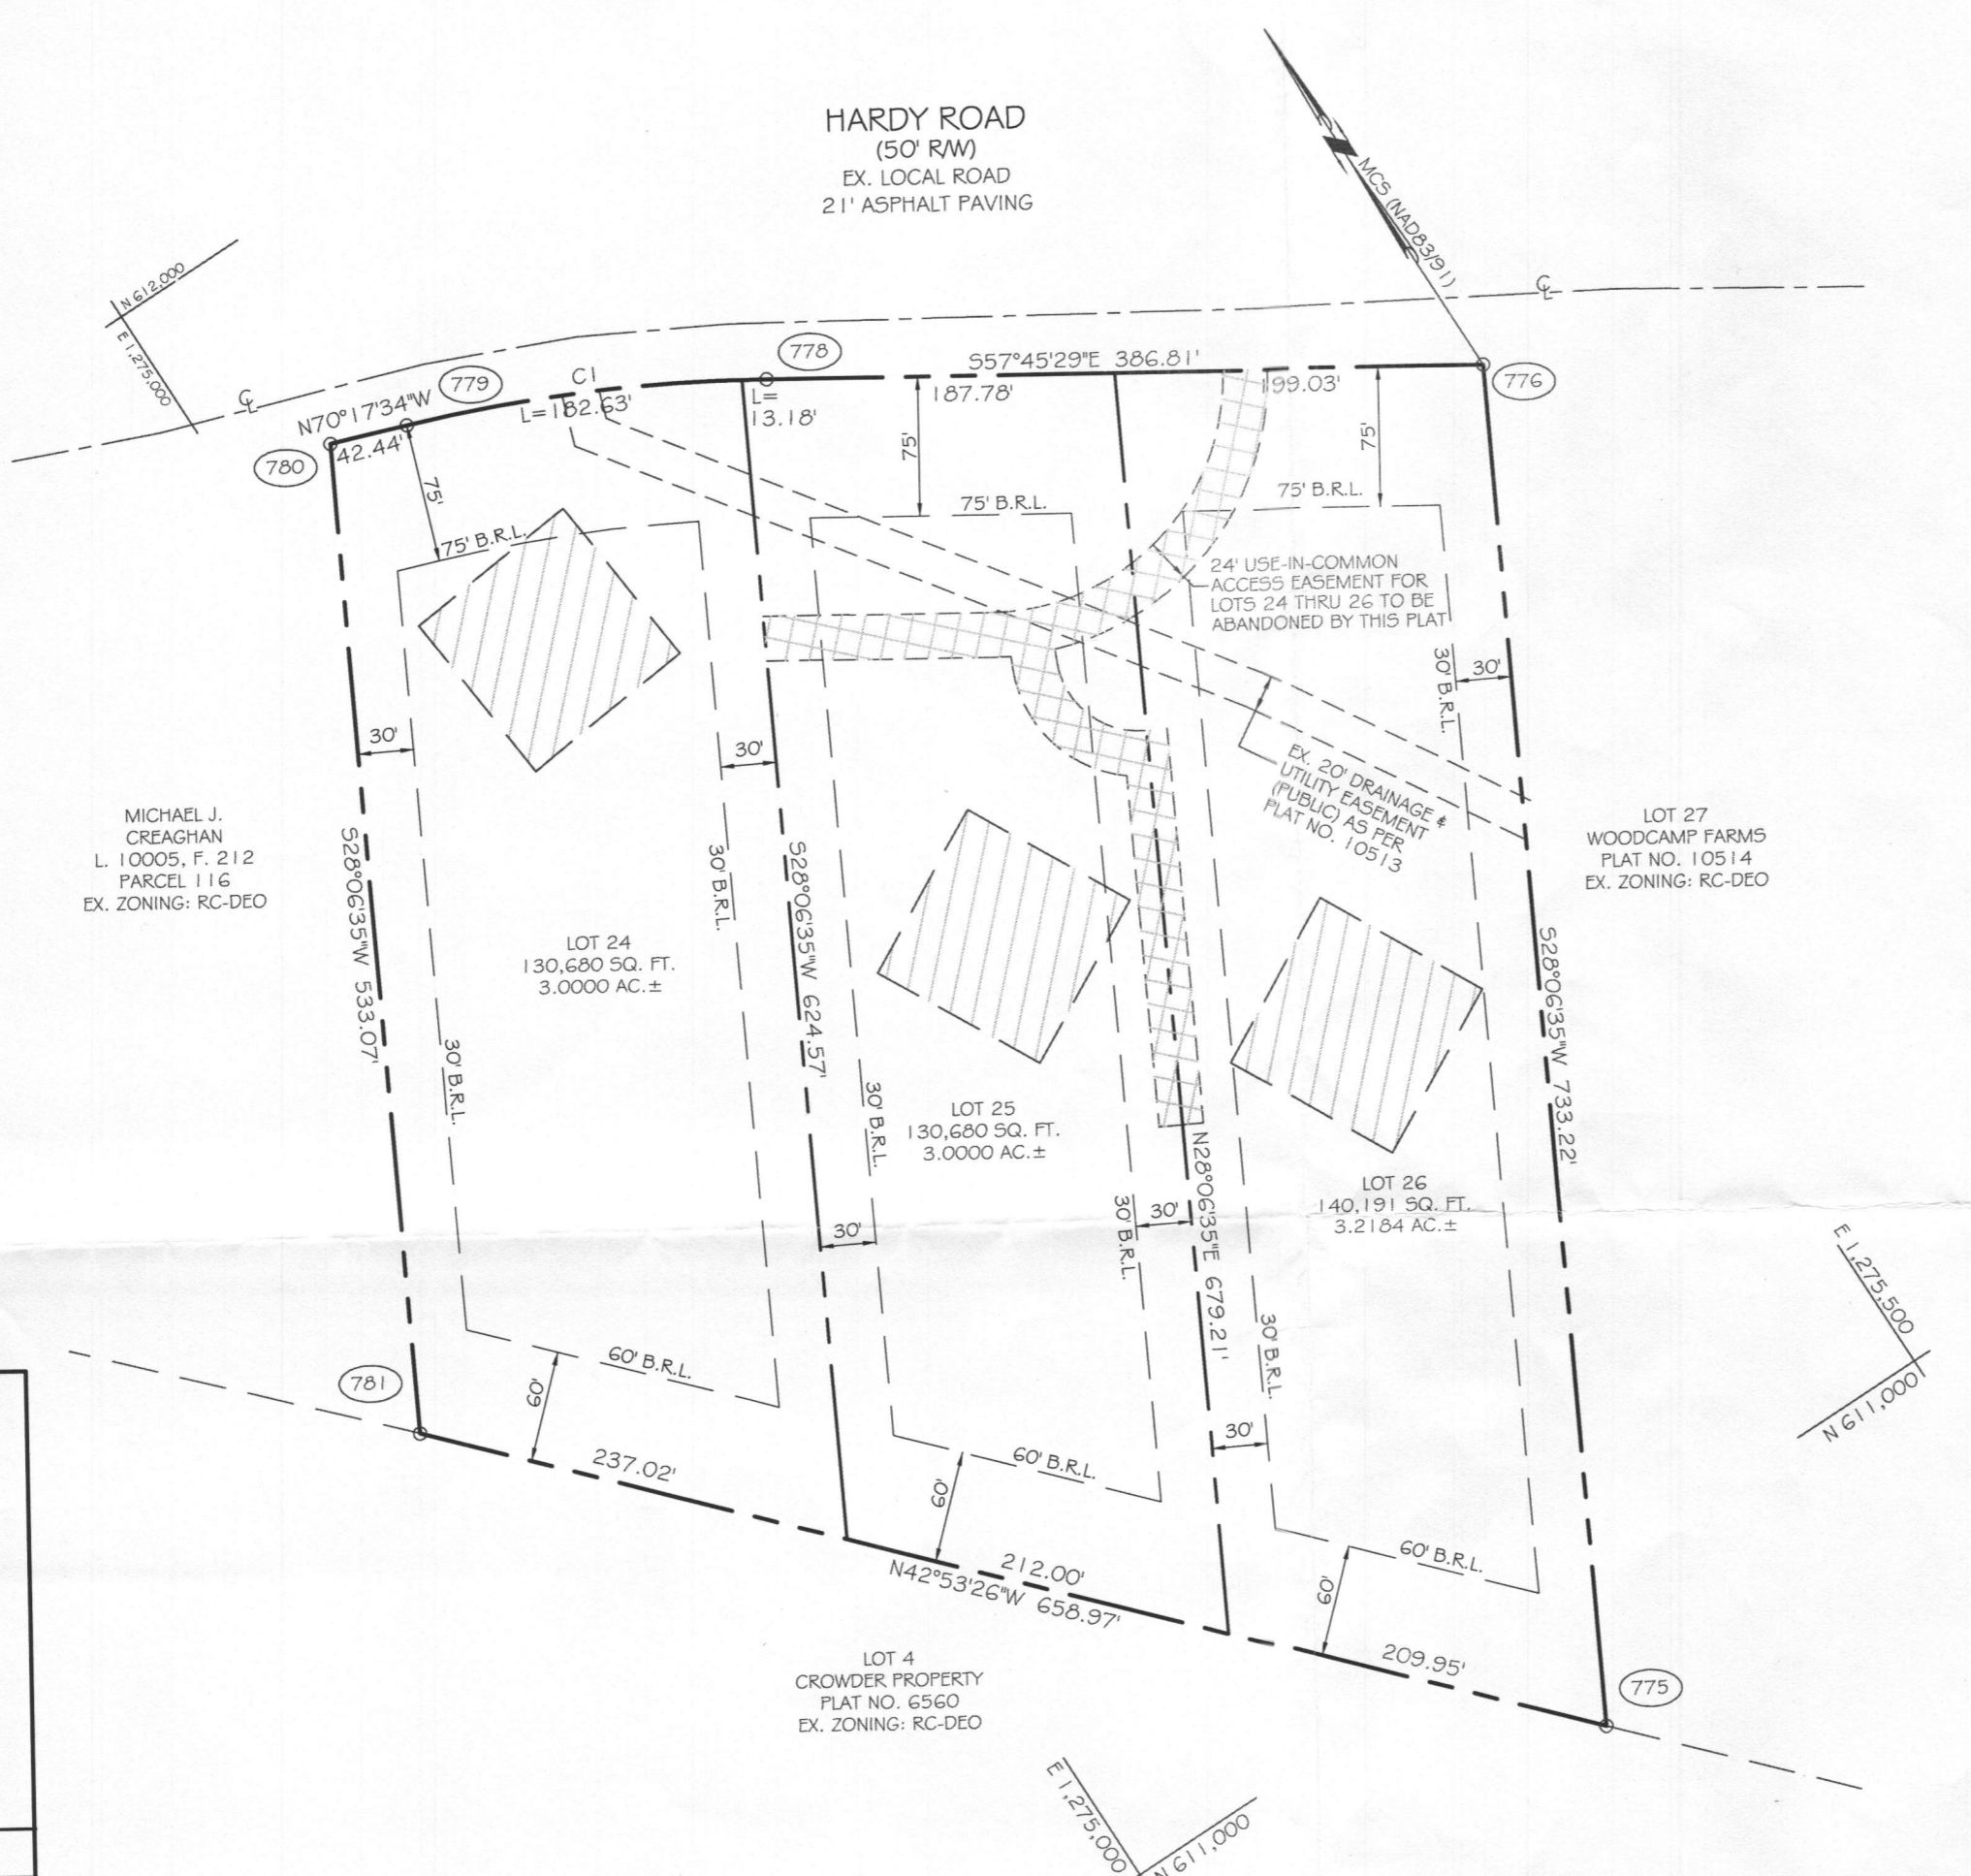 HARDY ROAD
(50' R/W)
EX. LOCAL ROAD
21' ASPHALT PAVING
MCS (NAD83/91)
N 612,000
E 1,275,000
℄
℄
780
N70°17'34"W
42.44'
779
C1
L=182.63'
778
L=
13.18'
S57°45'29"E 386.81'
187.78'
199.03'
776
75'
75' B.R.L.
75'
75' B.R.L.
75'
75' B.R.L.
24' USE-IN-COMMON
ACCESS EASEMENT FOR
LOTS 24 THRU 26 TO BE
ABANDONED BY THIS PLAT
30' B.R.L.
30'
30'
30'
EX. 20' DRAINAGE &
UTILITY EASEMENT
(PUBLIC) AS PER
PLAT NO. 10513
MICHAEL J.
CREAGHAN
L. 10005, F. 212
PARCEL 116
EX. ZONING: RC-DEO
LOT 27
WOODCAMP FARMS
PLAT NO. 10514
EX. ZONING: RC-DEO
S28°06'35"W 533.07'
30' B.R.L.
S28°06'35"W 624.57'
S28°06'35"W 733.22'
LOT 24
130,680 SQ. FT.
3.0000 AC.±
30' B.R.L.
30' B.R.L.
LOT 25
130,680 SQ. FT.
3.0000 AC.±
LOT 26
140,191 SQ. FT.
3.2184 AC.±
N28°06'35"E 679.21'
30' B.R.L.
30'
30'
30' B.R.L.
30'
E 1,275,500
N 611,000
781
60' B.R.L.
60'
237.02'
60' B.R.L.
60'
212.00'
N42°53'26"W 658.97'
60' B.R.L.
60'
209.95'
775
LOT 4
CROWDER PROPERTY
PLAT NO. 6560
EX. ZONING: RC-DEO
E 1,275,000
N 611,000